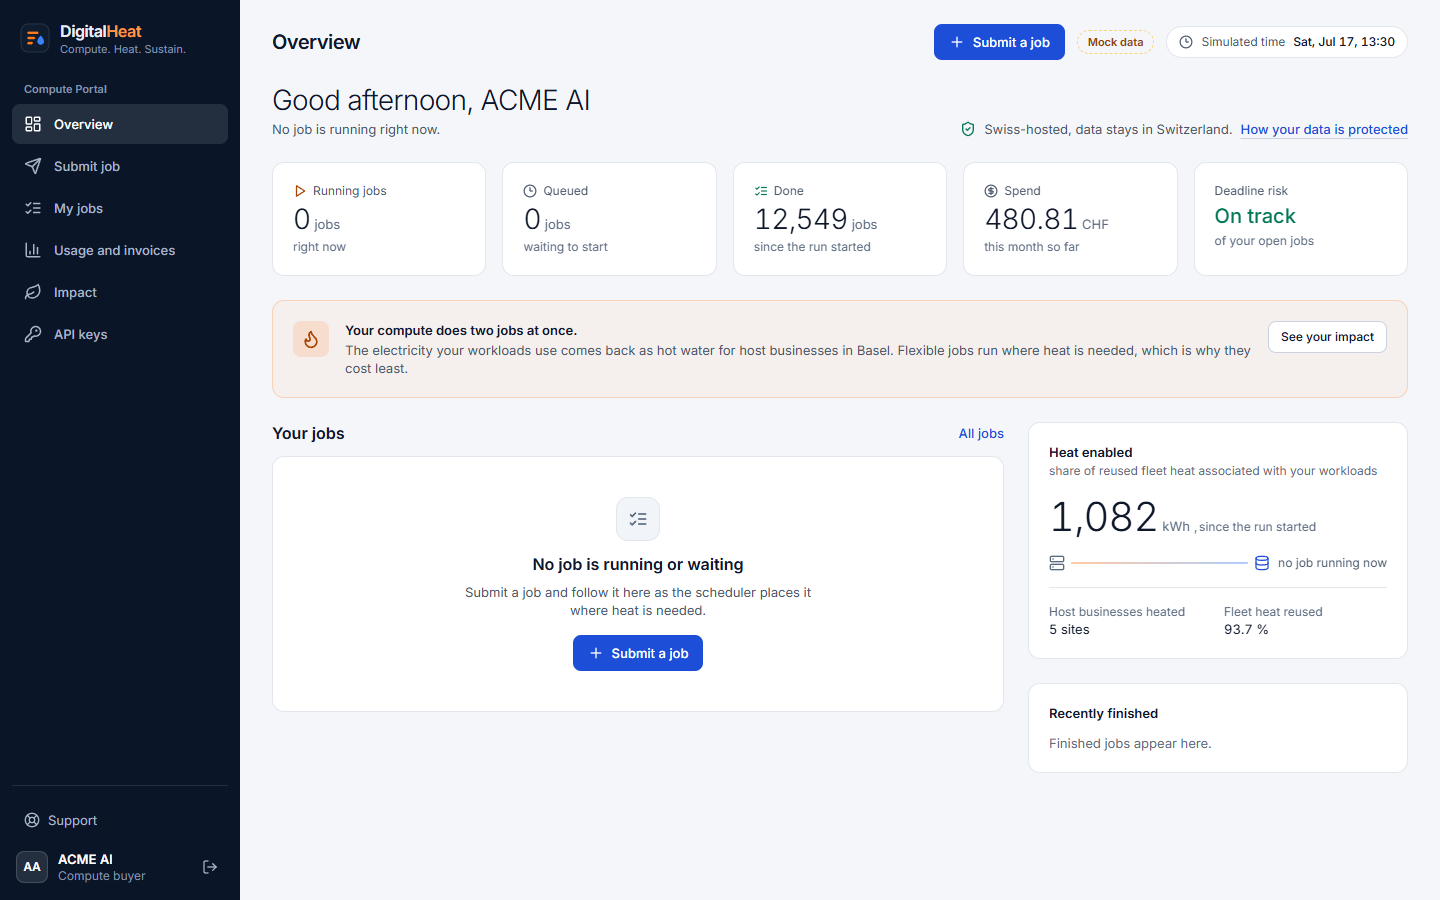 DigitalHeat
Compute. Heat. Sustain.
Compute Portal
Overview
Submit job
My jobs
Usage and invoices
Impact
API keys
Support
AA
ACME AI
Compute buyer
Overview
Submit a job
Mock data
Simulated time Sat, Jul 17, 13:30
Good afternoon, ACME AI
No job is running right now.
Swiss-hosted, data stays in Switzerland. How your data is protected
Running jobs
0 jobs
right now
Queued
0 jobs
waiting to start
Done
12,549 jobs
since the run started
Spend
480.81 CHF
this month so far
Deadline risk
On track
of your open jobs
Your compute does two jobs at once.
The electricity your workloads use comes back as hot water for host businesses in Basel. Flexible jobs run where heat is needed, which is why they
cost least.
See your impact
Your jobs
All jobs
No job is running or waiting
Submit a job and follow it here as the scheduler places it
where heat is needed.
Submit a job
Heat enabled
share of reused fleet heat associated with your workloads
1,082 kWh , since the run started
no job running now
Host businesses heated
5 sites
Fleet heat reused
93.7 %
Recently finished
Finished jobs appear here.